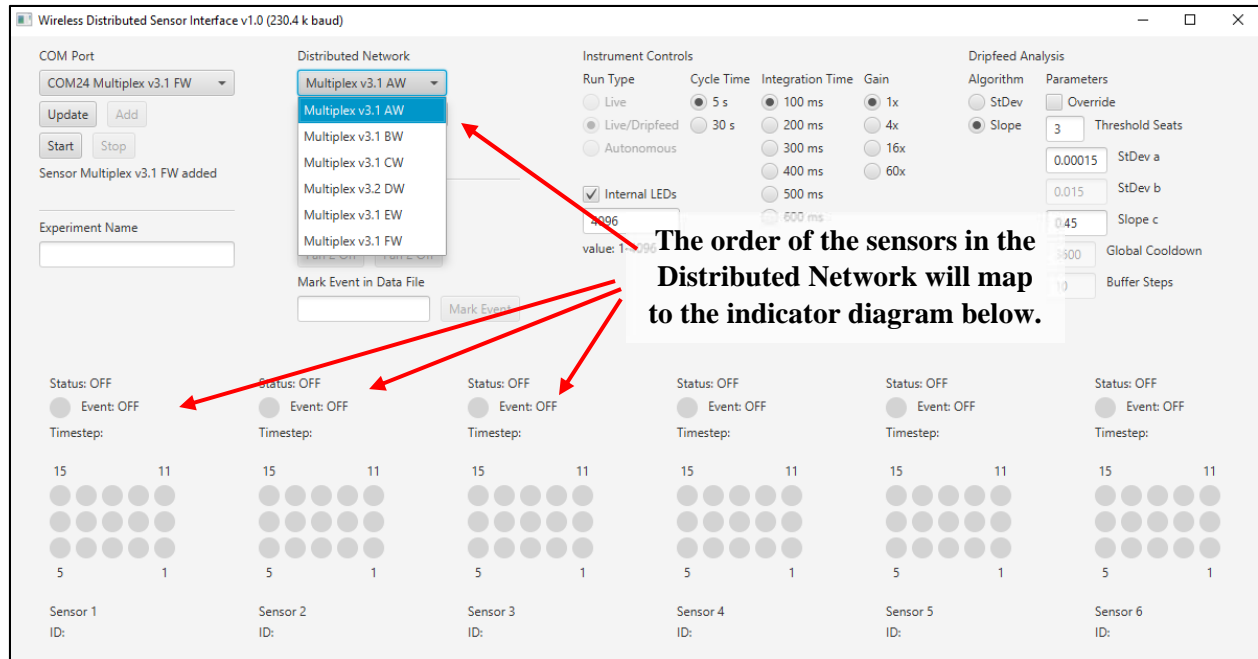 Wireless Distributed Sensor Interface v1.0 (230.4 k baud)
COM Port
COM24 Multiplex v3.1 FW
Update
Add
Start
Stop
Sensor Multiplex v3.1 FW added
Experiment Name
Distributed Network
Multiplex v3.1 AW
Multiplex v3.1 AW
Multiplex v3.1 BW
Multiplex v3.1 CW
Multiplex v3.2 DW
Multiplex v3.1 EW
Multiplex v3.1 FW
Mark Event in Data File
Mark Event
Instrument Controls
Run Type
Live
Live/Dripfeed
Autonomous
Cycle Time
5 s
30 s
Integration Time
100 ms
200 ms
300 ms
400 ms
500 ms
600 ms
Gain
1x
4x
16x
60x
Internal LEDs
4096
value: 1-4096
Dripfeed Analysis
Algorithm
StDev
Slope
Parameters
Override
3 Threshold Seats
0.00015 StDev a
0.015 StDev b
0.45 Slope c
Global Cooldown
Buffer Steps
The order of the sensors in the
Distributed Network will map
to the indicator diagram below.
Status: OFF Status: OFF Status: OFF Status: OFF Status: OFF Status: OFF
Event: OFF Event: OFF Event: OFF Event: OFF Event: OFF Event: OFF
Timestep: Timestep: Timestep: Timestep: Timestep: Timestep:
15 11 15 11 15 11 15 11 15 11 15 11
5 1 5 1 5 1 5 1 5 1 5 1
Sensor 1 Sensor 2 Sensor 3 Sensor 4 Sensor 5 Sensor 6
ID: ID: ID: ID: ID: ID: